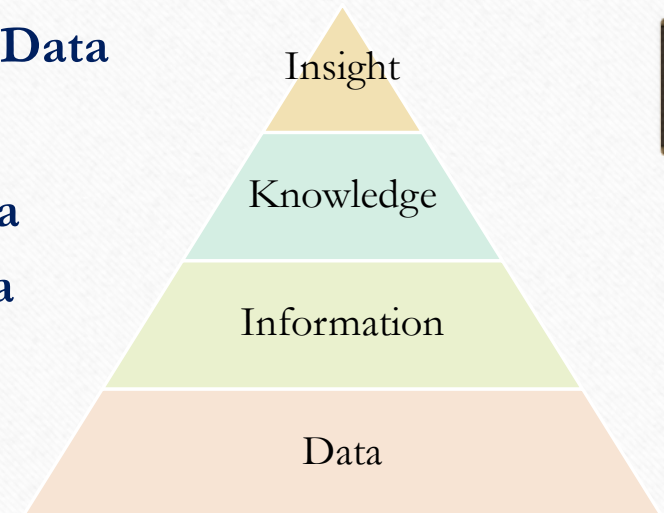 Data
Insight
a
Knowledge
a
Information
Data